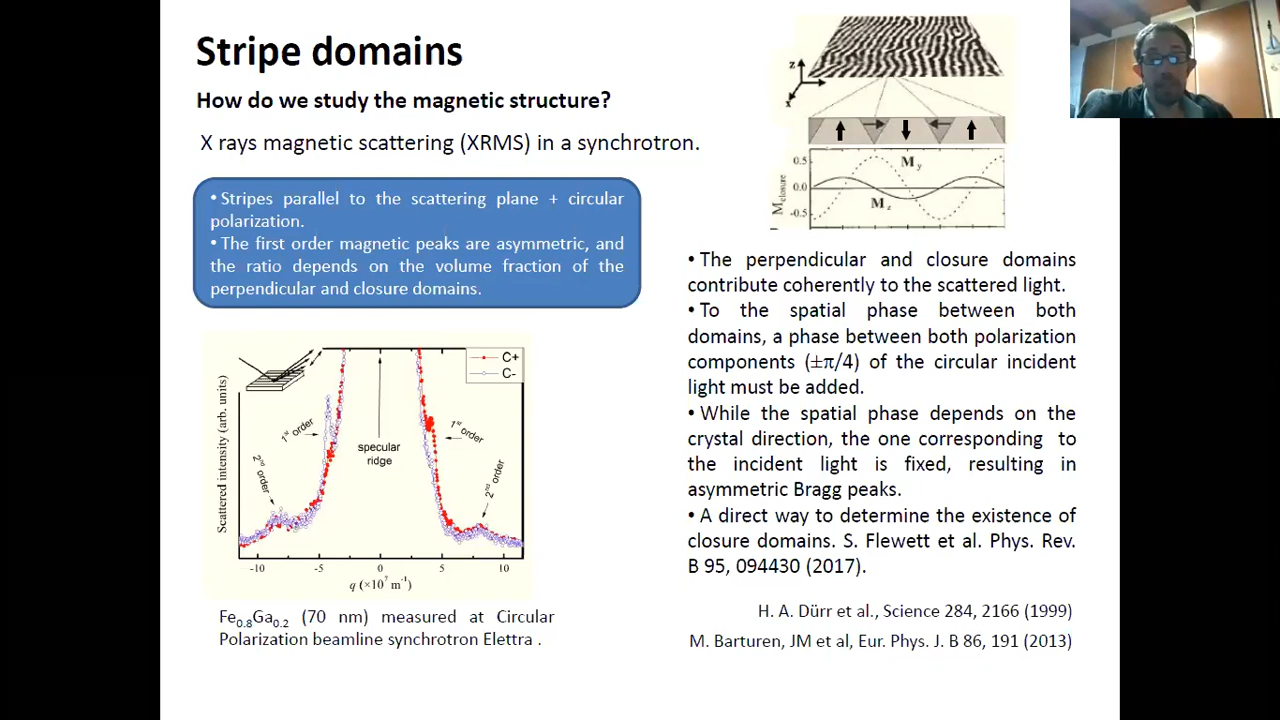 Stripe domains
How do we study the magnetic structure?
X rays magnetic scattering (XRMS) in a synchrotron.
• Stripes parallel to the scattering plane + circular
polarization.
• The first order magnetic peaks are asymmetric, and
the ratio depends on the volume fraction of the
perpendicular and closure domains.
C+
C-
1st order
1st order
specular
ridge
2nd order
2nd order
Scattered intensity (arb. units)
-10 -5 0 5 10
q (×10⁷ m⁻¹)
Fe0.8Ga0.2 (70 nm) measured at Circular
Polarization beamline synchrotron Elettra .
z
x
0.5
0.0
-0.5
Mclosure
My
Mz
• The perpendicular and closure domains
contribute coherently to the scattered light.
• To the spatial phase between both
domains, a phase between both polarization
components (±π/4) of the circular incident
light must be added.
• While the spatial phase depends on the
crystal direction, the one corresponding to
the incident light is fixed, resulting in
asymmetric Bragg peaks.
• A direct way to determine the existence of
closure domains. S. Flewett et al. Phys. Rev.
B 95, 094430 (2017).
H. A. Dürr et al., Science 284, 2166 (1999)
M. Barturen, JM et al, Eur. Phys. J. B 86, 191 (2013)